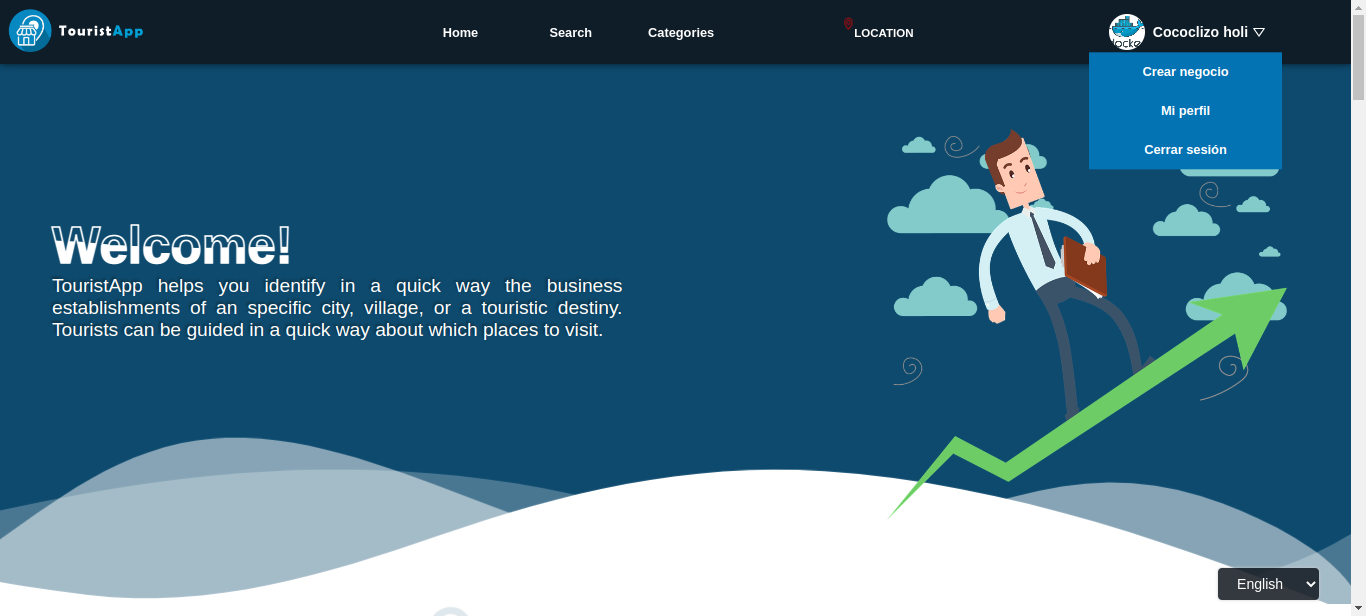 TouristApp
Home
Search
Categories
LOCATION
Cococlizo holi
Crear negocio
Mi perfil
Cerrar sesión
Welcome!
TouristApp helps you identify in a quick way the business
establishments of an specific city, village, or a touristic destiny.
Tourists can be guided in a quick way about which places to visit.
English